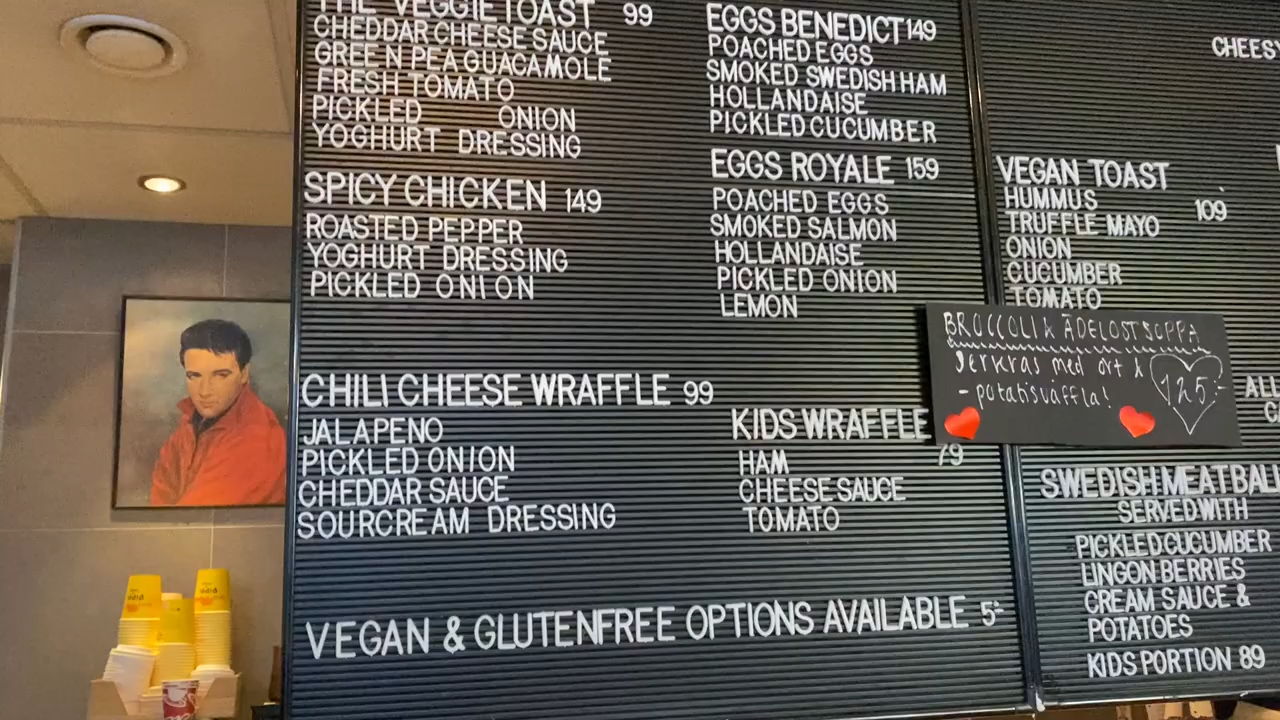 THE VEGGIE TOAST 99
CHEDDAR CHEESE SAUCE
GREEN PEA GUACAMOLE
FRESH TOMATO
PICKLED ONION
YOGHURT DRESSING
SPICY CHICKEN 149
ROASTED PEPPER
YOGHURT DRESSING
PICKLED ONION
CHILI CHEESE WRAFFLE 99
JALAPENO
PICKLED ONION
CHEDDAR SAUCE
SOURCREAM DRESSING
EGGS BENEDICT 149
POACHED EGGS
SMOKED SWEDISH HAM
HOLLANDAISE
PICKLED CUCUMBER
EGGS ROYALE 159
POACHED EGGS
SMOKED SALMON
HOLLANDAISE
PICKLED ONION
LEMON
KIDS WRAFFLE
79
HAM
CHEESE SAUCE
TOMATO
VEGAN & GLUTENFREE OPTIONS AVAILABLE 5:-
CHEES
VEGAN TOAST
HUMMUS 109
TRUFFLE MAYO
ONION
CUCUMBER
TOMATO
BROCCOLI & ÄDELOSTSOPPA
Serveras med ört &
- potatisvåffla!
125:-
ALL
SWEDISH MEATBALL
SERVED WITH
PICKLED CUCUMBER
LINGON BERRIES
CREAM SAUCE &
POTATOES
KIDS PORTION 89